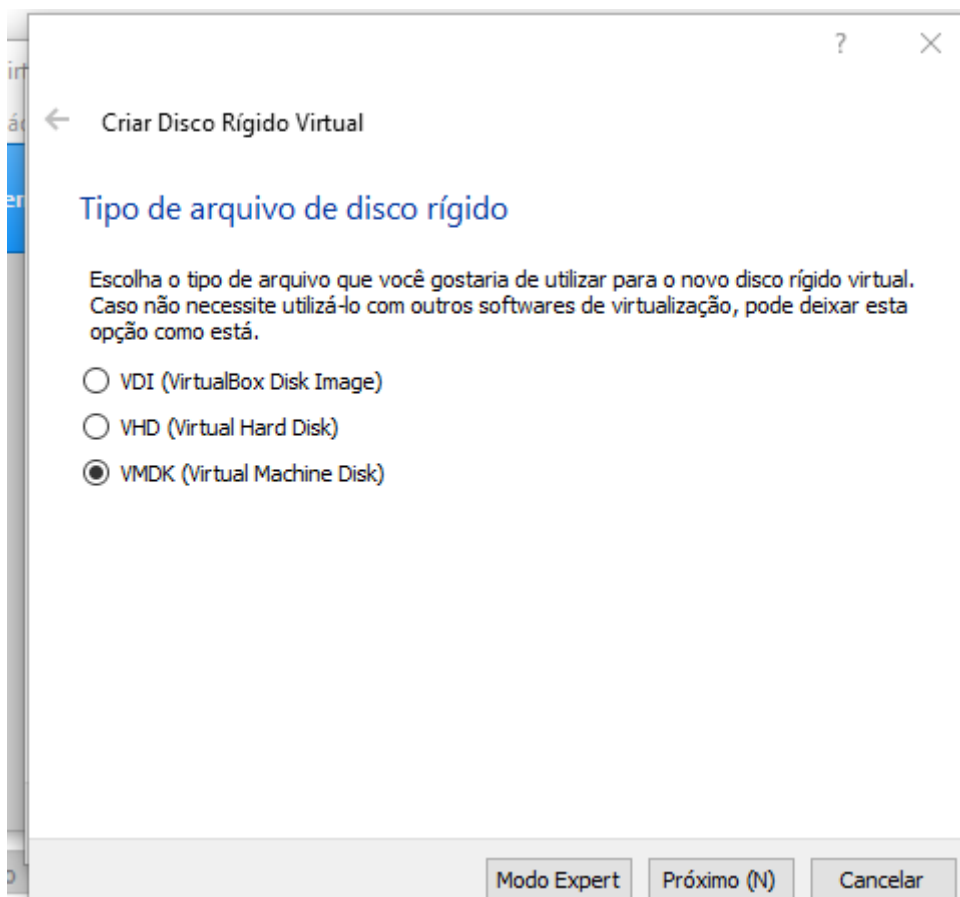 ?
Criar Disco Rígido Virtual
Tipo de arquivo de disco rígido
Escolha o tipo de arquivo que você gostaria de utilizar para o novo disco rígido virtual.
Caso não necessite utilizá-lo com outros softwares de virtualização, pode deixar esta
opção como está.
VDI (VirtualBox Disk Image)
VHD (Virtual Hard Disk)
VMDK (Virtual Machine Disk)
Modo Expert Próximo (N) Cancelar